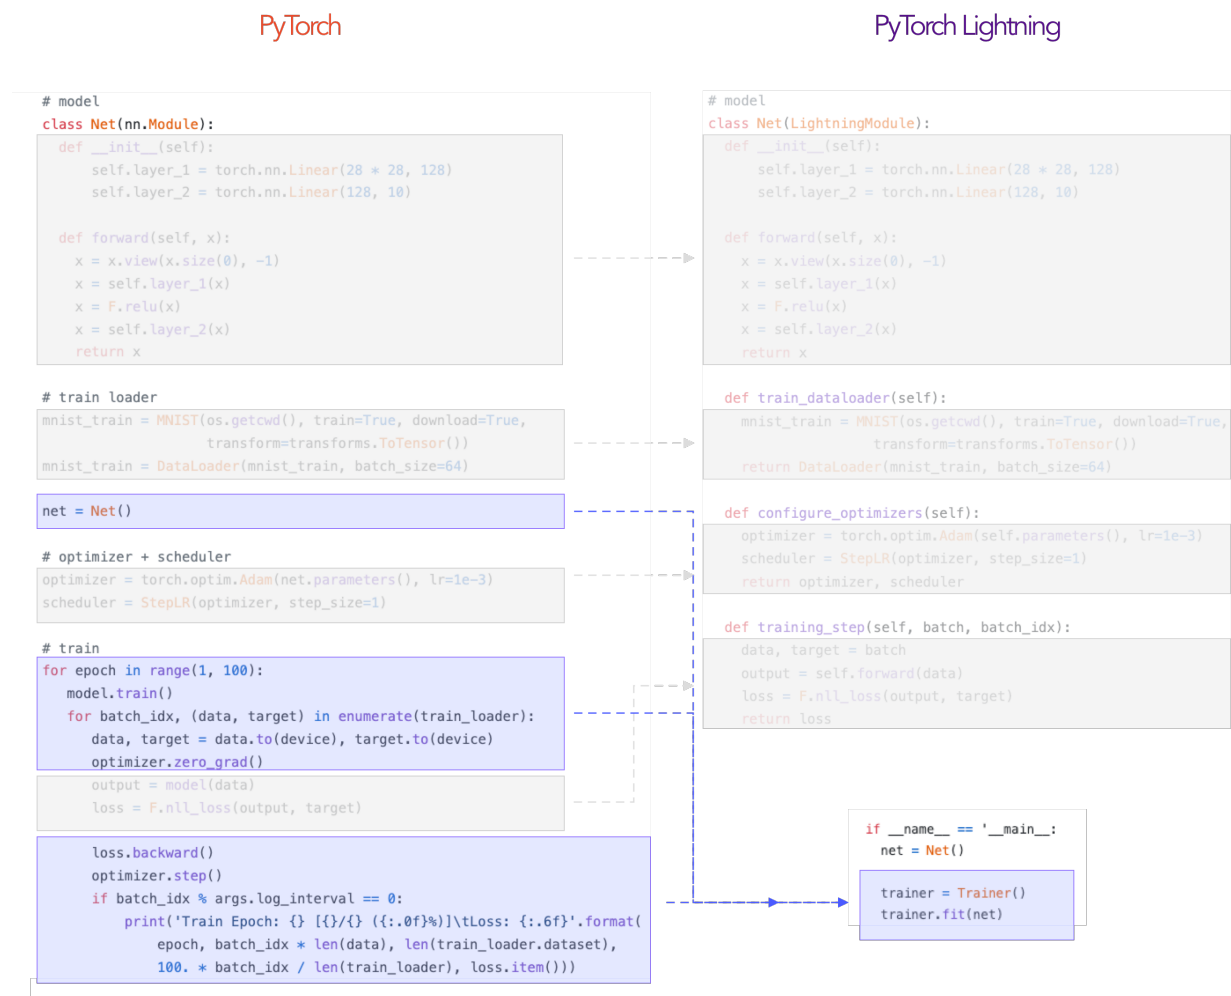 PyTorch
# model
class Net(nn.Module):
def __init__(self):
self.layer_1 = torch.nn.Linear(28 * 28, 128)
self.layer_2 = torch.nn.Linear(128, 10)
def forward(self, x):
x = x.view(x.size(0), -1)
x = self.layer_1(x)
x = F.relu(x)
x = self.layer_2(x)
return x
# train loader
mnist_train = MNIST(os.getcwd(), train=True, download=True,
transform=transforms.ToTensor())
mnist_train = DataLoader(mnist_train, batch_size=64)
net = Net()
# optimizer + scheduler
optimizer = torch.optim.Adam(net.parameters(), lr=1e-3)
scheduler = StepLR(optimizer, step_size=1)
# train
for epoch in range(1, 100):
model.train()
for batch_idx, (data, target) in enumerate(train_loader):
data, target = data.to(device), target.to(device)
optimizer.zero_grad()
output = model(data)
loss = F.nll_loss(output, target)
loss.backward()
optimizer.step()
if batch_idx % args.log_interval == 0:
print('Train Epoch: {} [{}/{} ({:.0f}%)]\tLoss: {:.6f}'.format(
epoch, batch_idx * len(data), len(train_loader.dataset),
100. * batch_idx / len(train_loader), loss.item()))
PyTorch Lightning
# model
class Net(LightningModule):
def __init__(self):
self.layer_1 = torch.nn.Linear(28 * 28, 128)
self.layer_2 = torch.nn.Linear(128, 10)
def forward(self, x):
x = x.view(x.size(0), -1)
x = self.layer_1(x)
x = F.relu(x)
x = self.layer_2(x)
return x
def train_dataloader(self):
mnist_train = MNIST(os.getcwd(), train=True, download=True,
transform=transforms.ToTensor())
return DataLoader(mnist_train, batch_size=64)
def configure_optimizers(self):
optimizer = torch.optim.Adam(self.parameters(), lr=1e-3)
scheduler = StepLR(optimizer, step_size=1)
return optimizer, scheduler
def training_step(self, batch, batch_idx):
data, target = batch
output = self.forward(data)
loss = F.nll_loss(output, target)
return loss
if __name__ == '__main__:
net = Net()
trainer = Trainer()
trainer.fit(net)